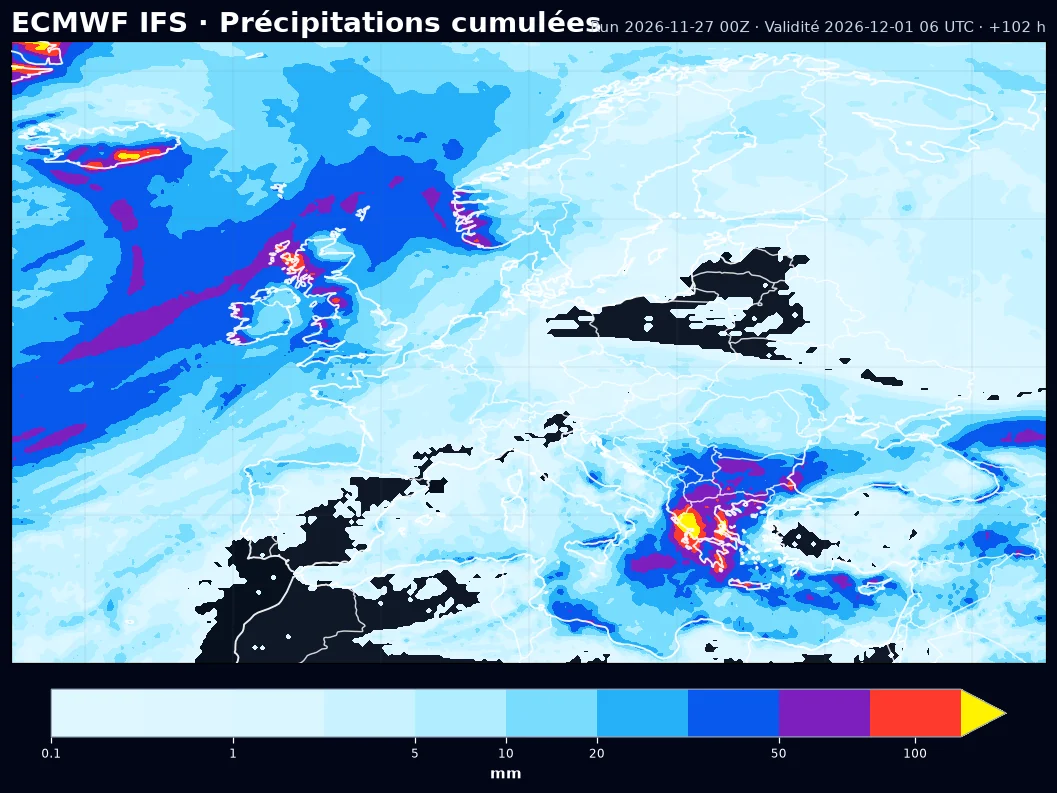 ECMWF IFS · Précipitations cumulées
Run 2026-11-27 00Z · Validité 2026-12-01 06 UTC · +102 h
0.1 1 5 10 20 50 100
mm